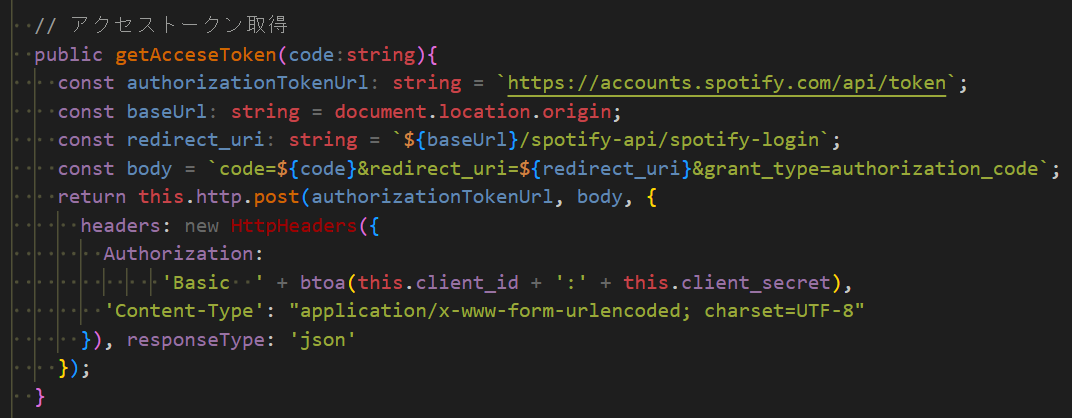 // アクセストークン取得
public getAcceseToken(code:string){
const authorizationTokenUrl: string = `https://accounts.spotify.com/api/token`;
const baseUrl: string = document.location.origin;
const redirect_uri: string = `${baseUrl}/spotify-api/spotify-login`;
const body = `code=${code}&redirect_uri=${redirect_uri}&grant_type=authorization_code`;
return this.http.post(authorizationTokenUrl, body, {
headers: new HttpHeaders({
Authorization:
'Basic  ' + btoa(this.client_id + ':' + this.client_secret),
'Content-Type': "application/x-www-form-urlencoded; charset=UTF-8"
}), responseType: 'json'
});
}